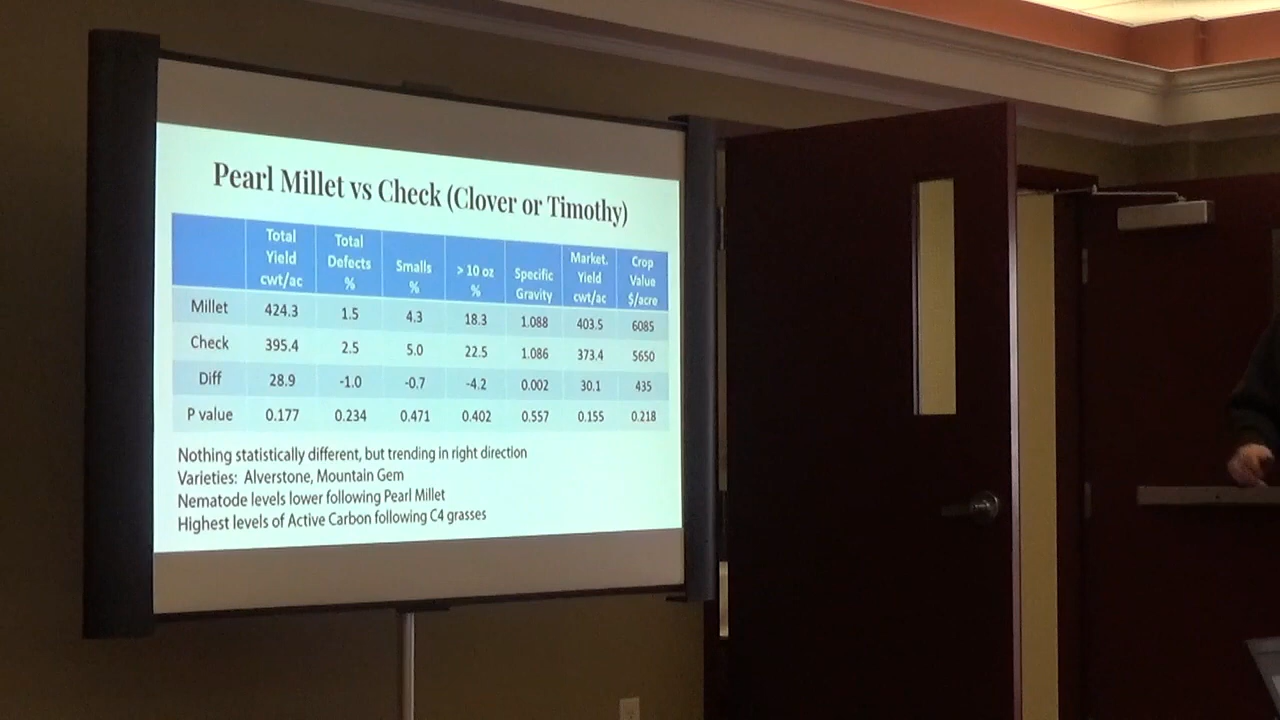 Pearl Millet vs Check (Clover or Timothy)
Total Yield cwt/ac Total Defects % Smalls % > 10 oz % Specific Gravity Market. Yield cwt/ac Crop Value $/acre
Millet 424.3 1.5 4.3 18.3 1.088 403.5 6085
Check 395.4 2.5 5.0 22.5 1.086 373.4 5650
Diff 28.9 -1.0 -0.7 -4.2 0.002 30.1 435
P value 0.177 0.234 0.471 0.402 0.557 0.155 0.218
Nothing statistically different, but trending in right direction
Varieties: Alverstone, Mountain Gem
Nematode levels lower following Pearl Millet
Highest levels of Active Carbon following C4 grasses